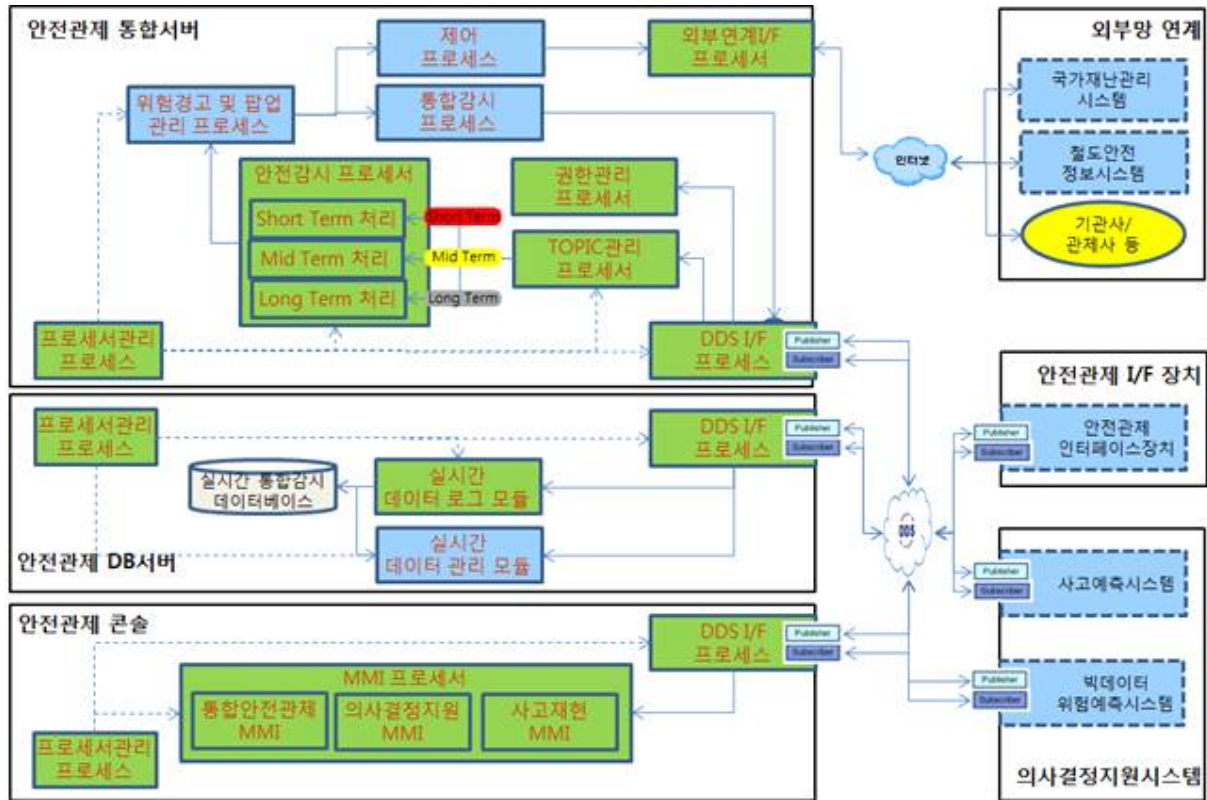 안전관제 통합서버
제어
프로세스
외부연계I/F
프로세서
위험경고 및 팝업
관리 프로세스
통합감시
프로세스
안전감시 프로세서
Short Term 처리
Mid Term 처리
Long Term 처리
Short Term
Mid Term
Long Term
권한관리
프로세서
TOPIC관리
프로세서
프로세서관리
프로세스
DDS I/F
프로세스
Publisher
Subscriber
인터넷
외부망 연계
국가재난관리
시스템
철도안전
정보시스템
기관사/
관제사 등
프로세서관리
프로세스
DDS I/F
프로세스
Publisher
Subscriber
실시간 통합감시
데이터베이스
실시간
데이터 로그 모듈
실시간
데이터 관리 모듈
안전관제 DB서버
DDS
안전관제 I/F 장치
Publisher
Subscriber
안전관제
인터페이스장치
안전관제 콘솔
DDS I/F
프로세스
Publisher
Subscriber
MMI 프로세서
통합안전관제
MMI
의사결정지원
MMI
사고재현
MMI
프로세서관리
프로세스
Publisher
Subscriber
사고예측시스템
Publisher
Subscriber
빅데이터
위험예측시스템
의사결정지원시스템